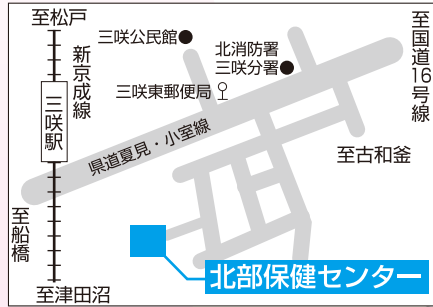 至松戸
新京成線
三咲駅
三咲公民館
北消防署
三咲分署
三咲東郵便局
至国道16号線
県道夏見・小室線
至古和釜
至船橋
至津田沼
北部保健センター